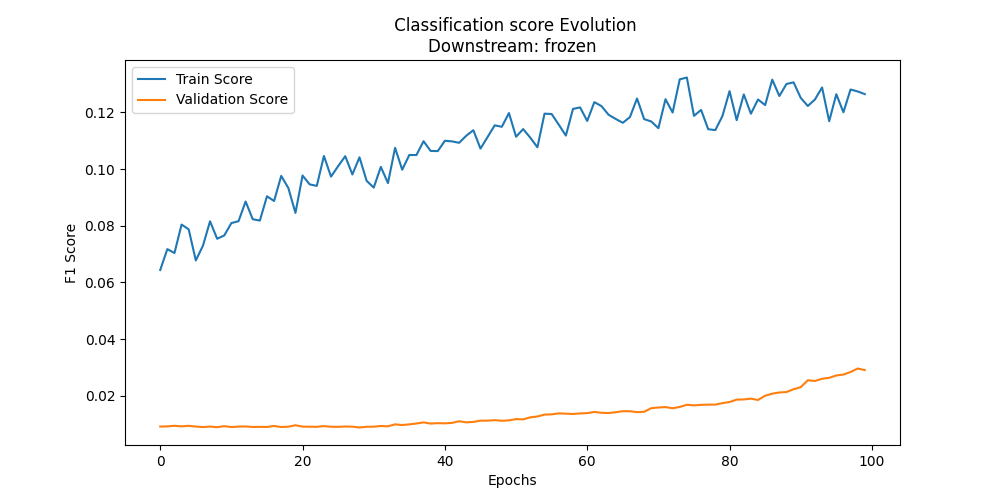 Classification score Evolution
Downstream: frozen
Train Score
Validation Score
F1 Score
0.12
0.10
0.08
0.06
0.04
0.02
0 20 40 60 80 100
Epochs